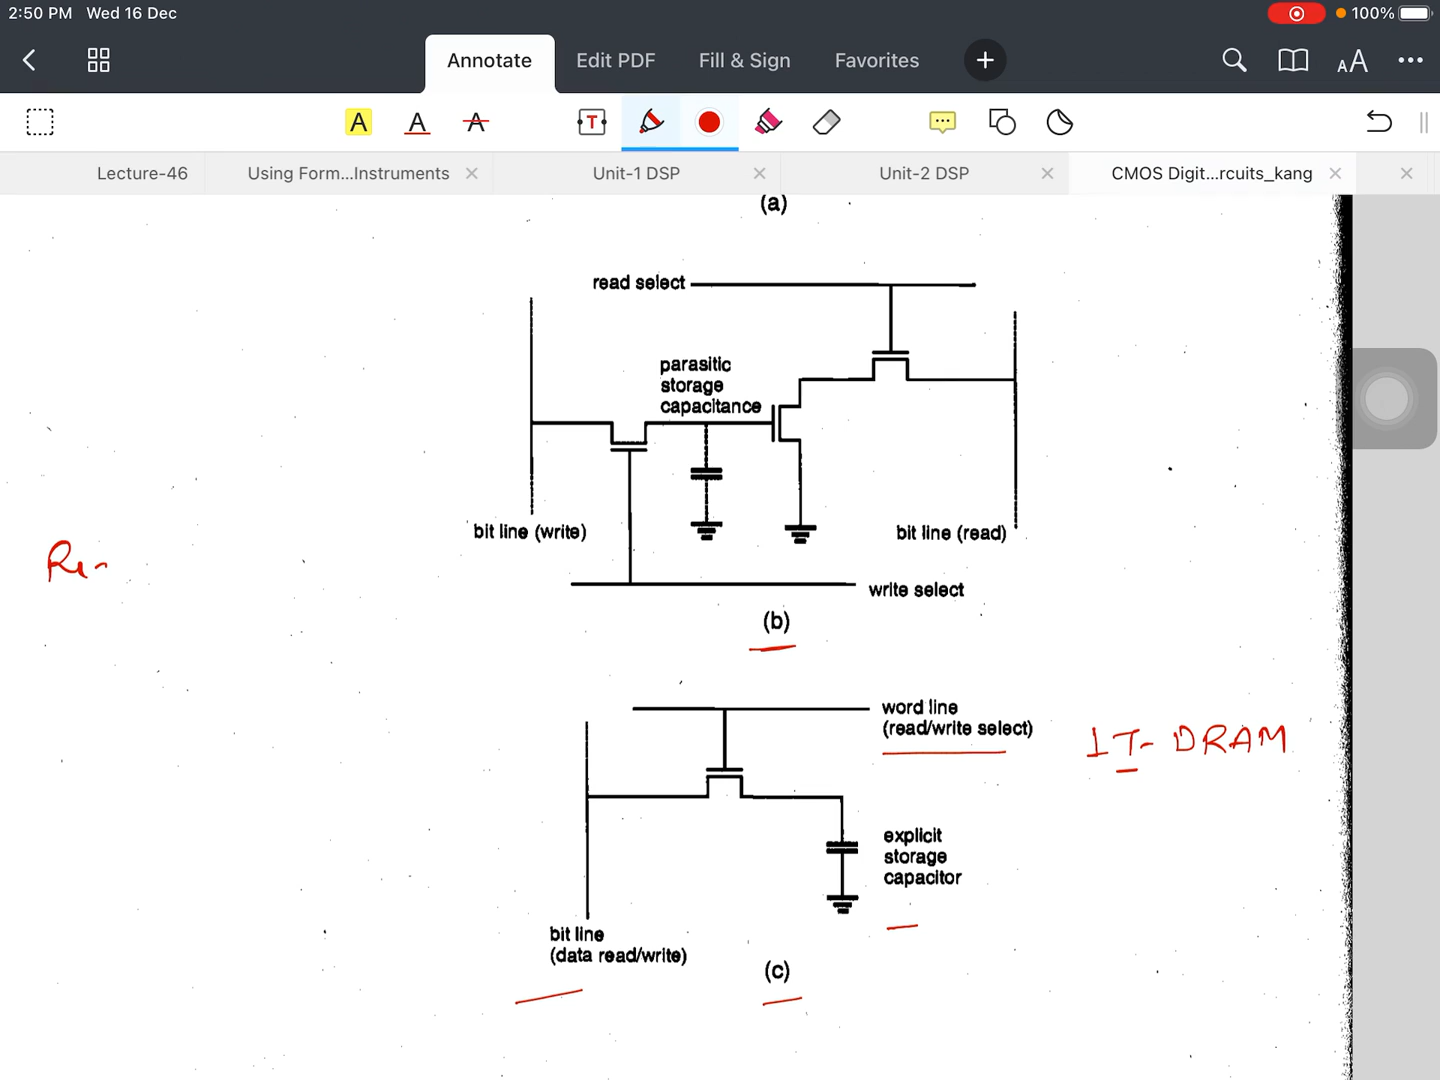 2:50 PM Wed 16 Dec
100%
Annotate
Edit PDF
Fill & Sign
Favorites
+
AA
A
A
A
T
Lecture-46
Using Form...Instruments
Unit-1 DSP
Unit-2 DSP
CMOS Digit...rcuits_kang
(a)
read select
parasitic
storage
capacitance
bit line (write)
bit line (read)
write select
(b)
word line
(read/write select)
1T- DRAM
explicit
storage
capacitor
bit line
(data read/write)
(c)